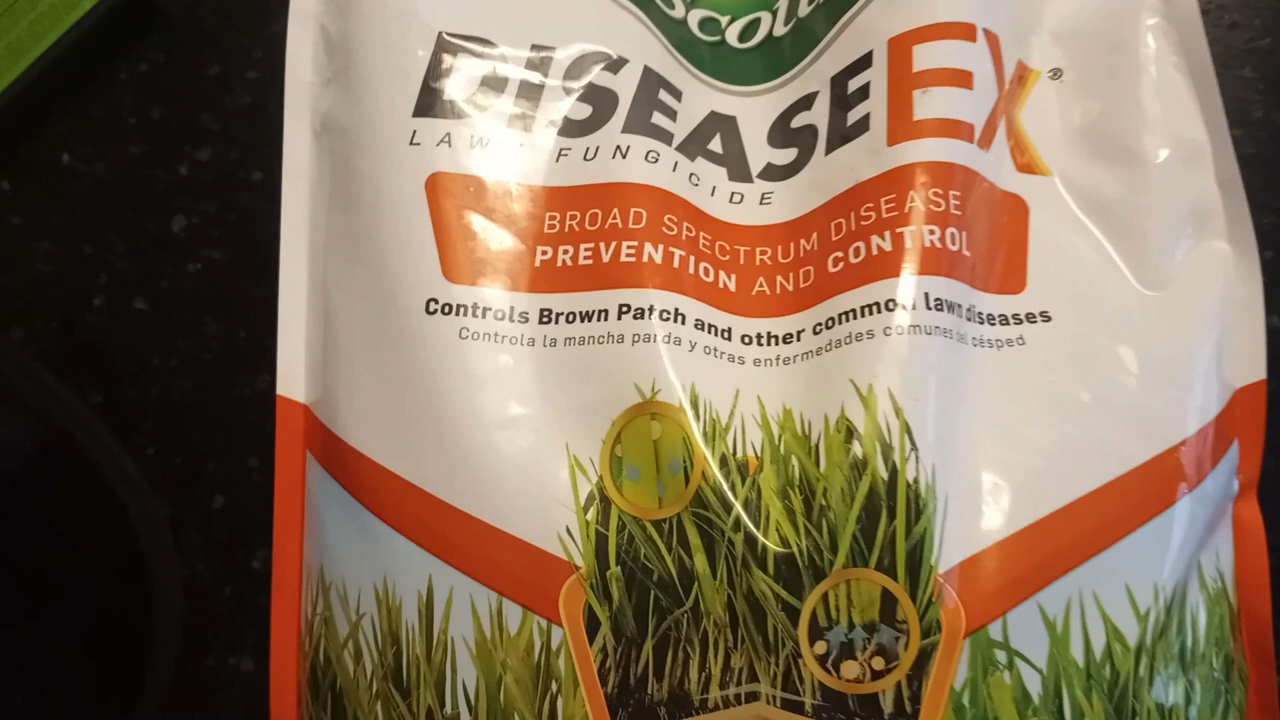 Scotts
DISEASEEX®
LAWN FUNGICIDE
BROAD SPECTRUM DISEASE
PREVENTION AND CONTROL
Controls Brown Patch and other common lawn diseases
Controla la mancha parda y otras enfermedades comunes del césped